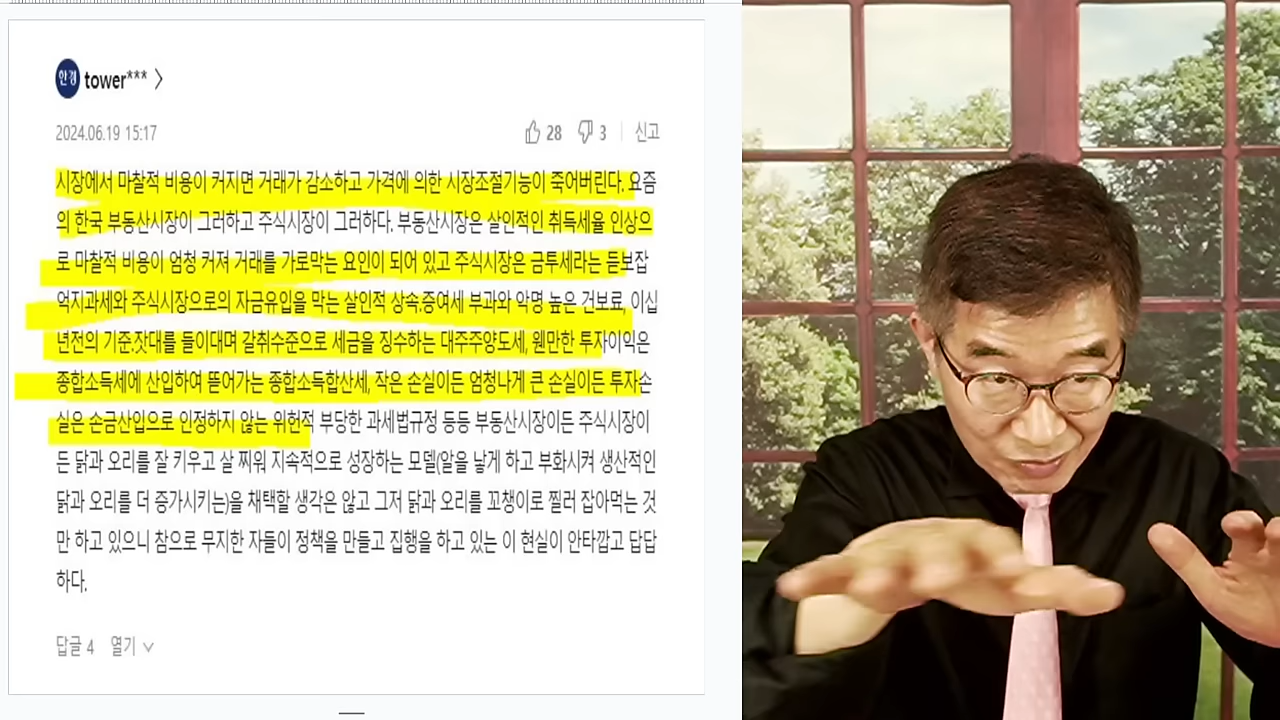 한경 tower*** >
2024.06.19 15:17 28 3 신고
시장에서 마찰적 비용이 커지면 거래가 감소하고 가격에 의한 시장조절기능이 죽어버린다. 요즘
의 한국 부동산시장이 그러하고 주식시장이 그러하다. 부동산시장은 살인적인 취득세율 인상으
로 마찰적 비용이 엄청 커져 거래를 가로막는 요인이 되어 있고 주식시장은 금투세라는 듣보잡
억지과세와 주식시장으로의 자금유입을 막는 살인적 상속.증여세 부과와 악명 높은 건보료, 이십
년전의 기준.잣대를 들이대며 갈취수준으로 세금을 징수하는 대주주양도세, 웬만한 투자이익은
종합소득세에 산입하여 뜯어가는 종합소득합산세, 작은 손실이든 엄청나게 큰 손실이든 투자손
실은 손금산입으로 인정하지 않는 위헌적 부당한 과세법규정 등등 부동산시장이든 주식시장이
든 닭과 오리를 잘 키우고 살 찌워 지속적으로 성장하는 모델(알을 낳게 하고 부화시켜 생산적인
닭과 오리를 더 증가시키는)을 채택할 생각은 않고 그저 닭과 오리를 꼬챙이로 찔러 잡아먹는 것
만 하고 있으니 참으로 무지한 자들이 정책을 만들고 집행을 하고 있는 이 현실이 안타깝고 답답
하다.
답글 4 열기